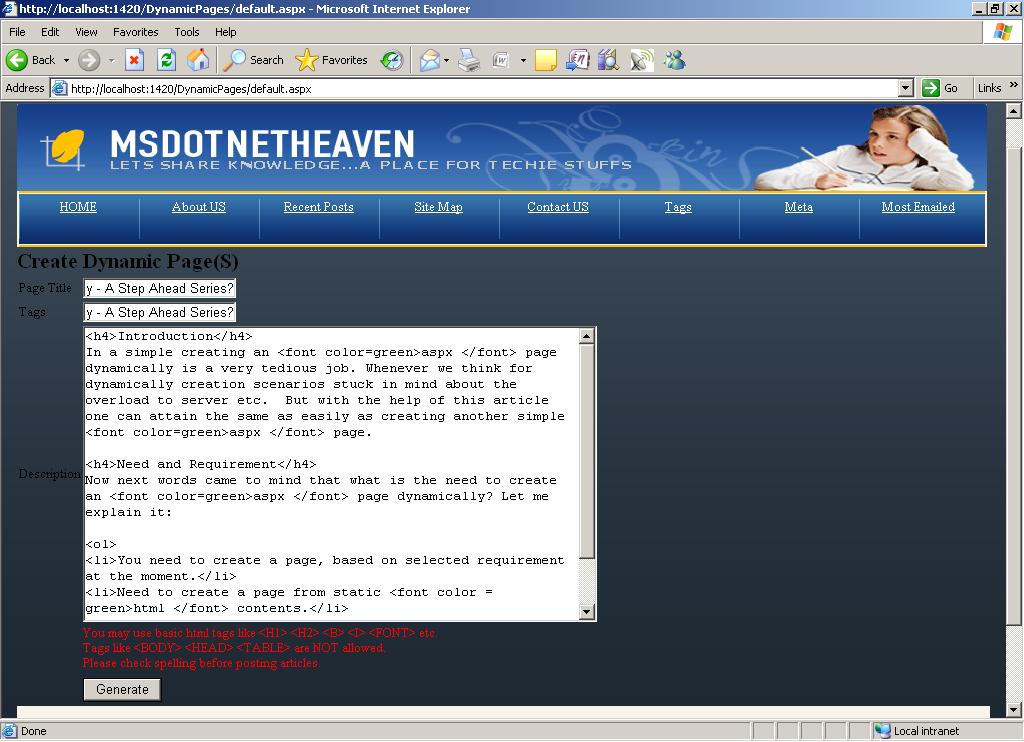 http://localhost:1420/DynamicPages/default.aspx - Microsoft Internet Explorer
File Edit View Favorites Tools Help
Back Search Favorites
Address http://localhost:1420/DynamicPages/default.aspx Go Links »
MSDOTNETHEAVEN
LETS SHARE KNOWLEDGE...A PLACE FOR TECHIE STUFFS
HOME About US Recent Posts Site Map Contact US Tags Meta Most Emailed
Create Dynamic Page(S)
Page Title y - A Step Ahead Series?
Tags y - A Step Ahead Series?
Description
<h4>Introduction</h4>
In a simple creating an <font color=green>aspx </font> page
dynamically is a very tedious job. Whenever we think for
dynamically creation scenarios stuck in mind about the
overload to server etc.  But with the help of this article
one can attain the same as easily as creating another simple
<font color=green>aspx </font> page.
<h4>Need and Requirement</h4>
Now next words came to mind that what is the need to create
an <font color=green>aspx </font> page dynamically? Let me
explain it:
<ol>
<li>You need to create a page, based on selected requirement
at the moment.</li>
<li>Need to create a page from static <font color =
green>html </font> contents.</li>
You may use basic html tags like <H1> <H2> <B> <I> <FONT> etc.
Tags like <BODY> <HEAD> <TABLE> are NOT allowed.
Please check spelling before posting articles.
Generate
Done Local intranet